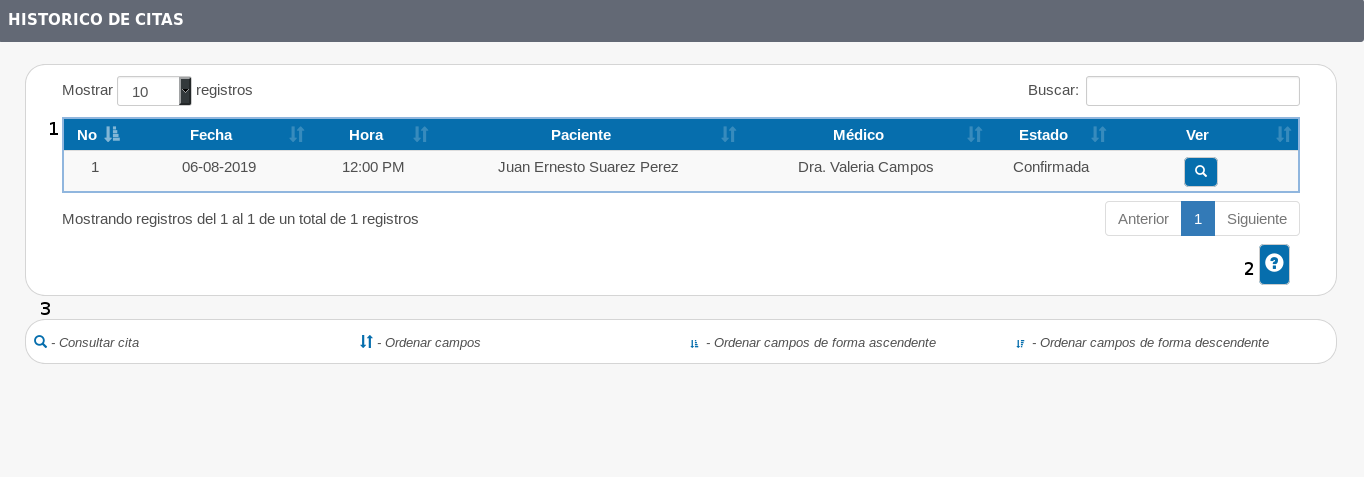 HISTORICO DE CITAS
Mostrar 10 registros Buscar:
1 No Fecha Hora Paciente Médico Estado Ver
1 06-08-2019 12:00 PM Juan Ernesto Suarez Perez Dra. Valeria Campos Confirmada
Mostrando registros del 1 al 1 de un total de 1 registros Anterior 1 Siguiente
2 ?
3
- Consultar cita - Ordenar campos - Ordenar campos de forma ascendente - Ordenar campos de forma descendente